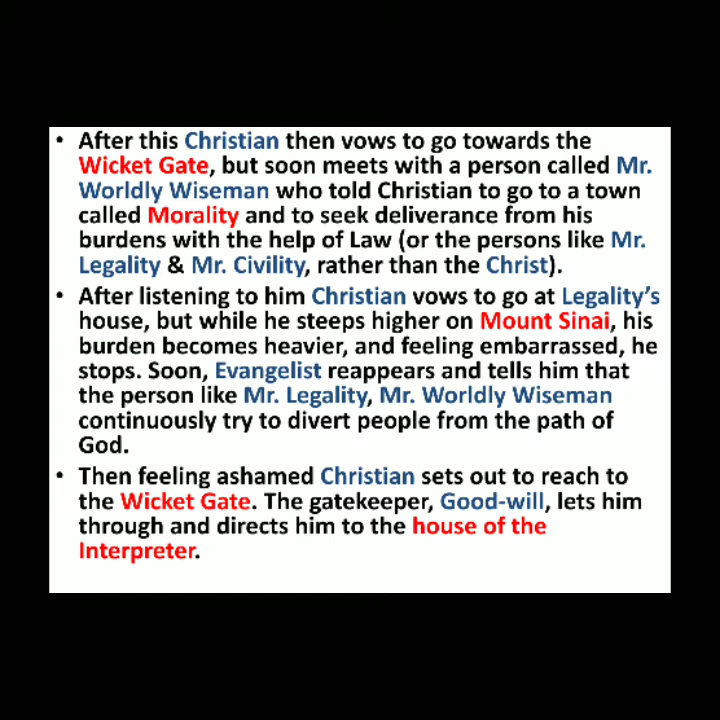 • After this Christian then vows to go towards the
Wicket Gate, but soon meets with a person called Mr.
Worldly Wiseman who told Christian to go to a town
called Morality and to seek deliverance from his
burdens with the help of Law (or the persons like Mr.
Legality & Mr. Civility, rather than the Christ).
• After listening to him Christian vows to go at Legality's
house, but while he steeps higher on Mount Sinai, his
burden becomes heavier, and feeling embarrassed, he
stops. Soon, Evangelist reappears and tells him that
the person like Mr. Legality, Mr. Worldly Wiseman
continuously try to divert people from the path of
God.
• Then feeling ashamed Christian sets out to reach to
the Wicket Gate. The gatekeeper, Good-will, lets him
through and directs him to the house of the
Interpreter.